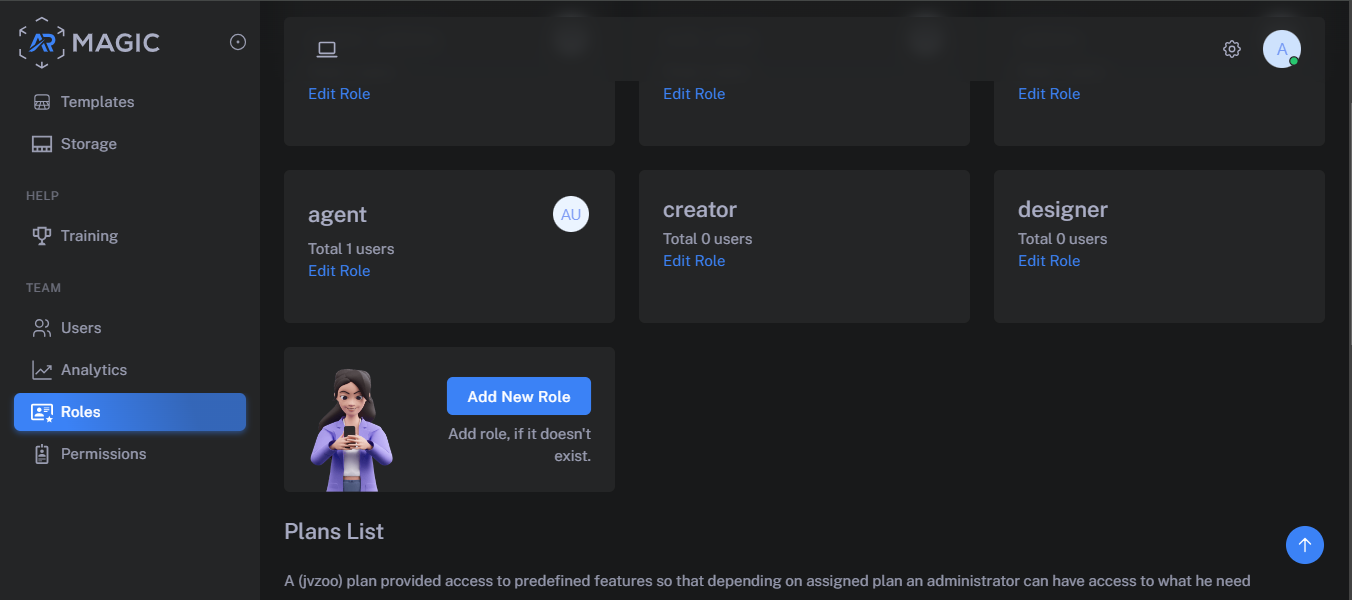 AR MAGIC
Templates
Storage
HELP
Training
TEAM
Users
Analytics
Roles
Permissions
A
Edit Role
Edit Role
Edit Role
agent
AU
Total 1 users
Edit Role
creator
Total 0 users
Edit Role
designer
Total 0 users
Edit Role
Add New Role
Add role, if it doesn't
exist.
Plans List
A (jvzoo) plan provided access to predefined features so that depending on assigned plan an administrator can have access to what he need